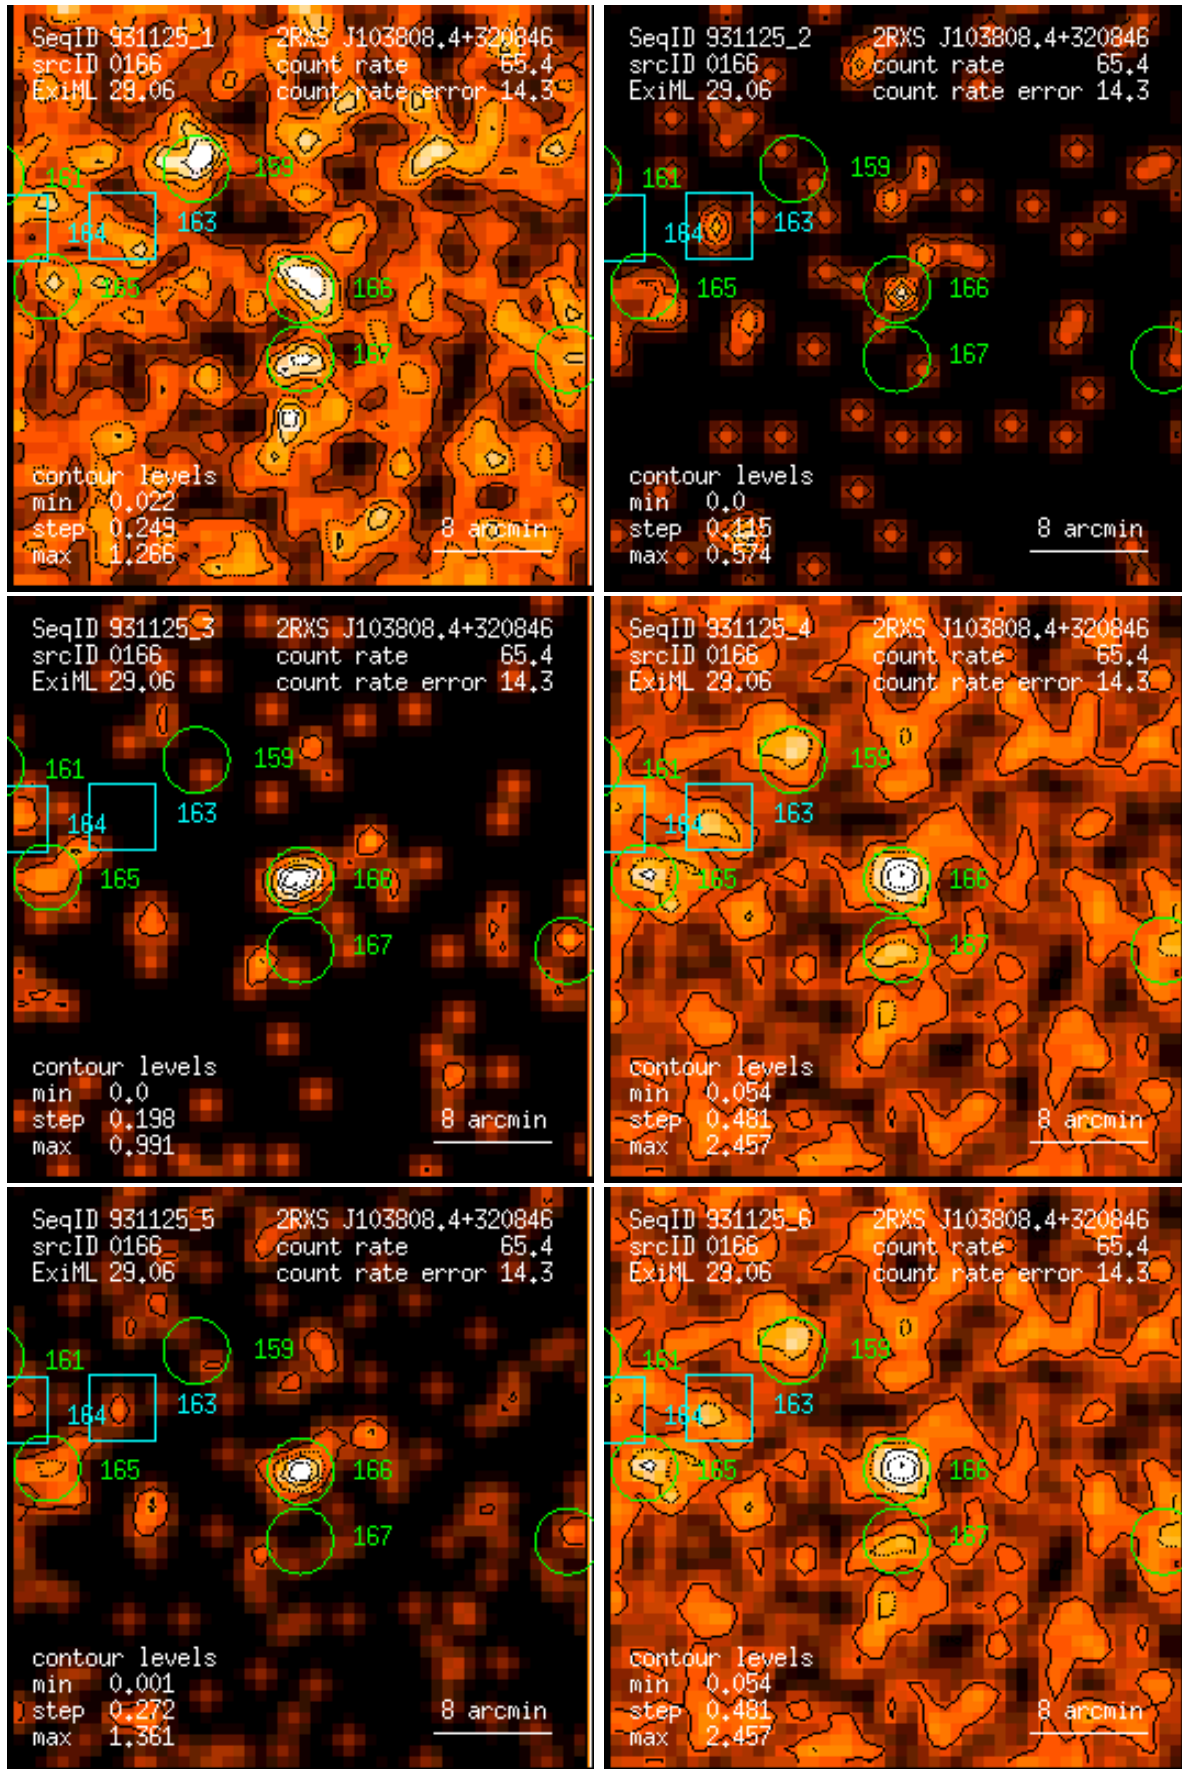 SeqID 931125_1 2RXS J103808.4+320846
srcID 0166 count rate 65.4
ExiML 29.06 count rate error 14.3
159
161
163
164
165
166
167
contour levels
min 0.022
step 0.249
max 1.266
8 arcmin
SeqID 931125_2 2RXS J103808.4+320846
srcID 0166 count rate 65.4
ExiML 29.06 count rate error 14.3
159
161
163
164
165
166
167
contour levels
min 0.0
step 0.115
max 0.574
8 arcmin
SeqID 931125_3 2RXS J103808.4+320846
srcID 0166 count rate 65.4
ExiML 29.06 count rate error 14.3
159
161
163
164
165
166
167
contour levels
min 0.0
step 0.198
max 0.991
8 arcmin
SeqID 931125_4 2RXS J103808.4+320846
srcID 0166 count rate 65.4
ExiML 29.06 count rate error 14.3
159
161
163
164
165
166
167
contour levels
min 0.054
step 0.481
max 2.457
8 arcmin
SeqID 931125_5 2RXS J103808.4+320846
srcID 0166 count rate 65.4
ExiML 29.06 count rate error 14.3
159
161
163
164
165
166
167
contour levels
min 0.001
step 0.272
max 1.361
8 arcmin
SeqID 931125_6 2RXS J103808.4+320846
srcID 0166 count rate 65.4
ExiML 29.06 count rate error 14.3
159
161
163
164
165
166
167
contour levels
min 0.054
step 0.481
max 2.457
8 arcmin